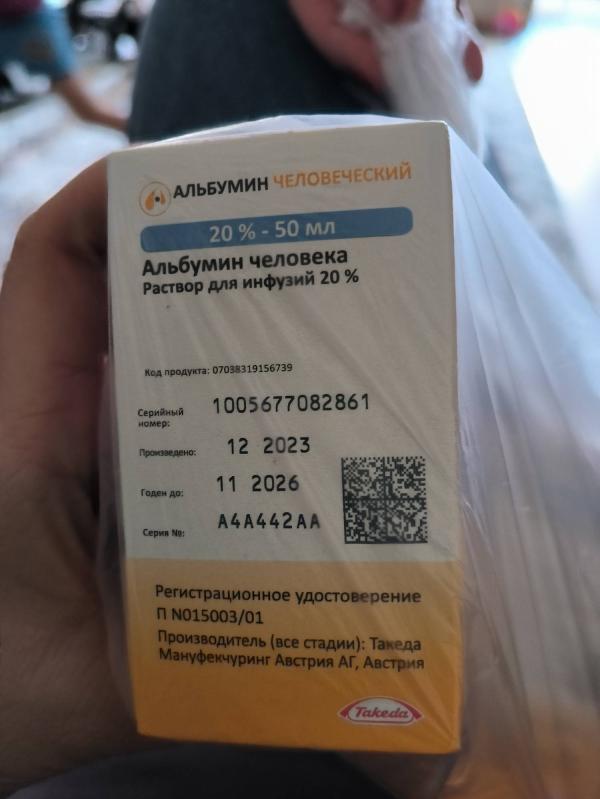 АЛЬБУМИН ЧЕЛОВЕЧЕСКИЙ
20 % - 50 мл
Альбумин человека
Раствор для инфузий 20 %
Код продукта: 07038319156739
Серийный номер: 1005677082861
Произведено: 12 2023
Годен до: 11 2026
Серия №: A4A442AA
Регистрационное удостоверение
П N015003/01
Производитель (все стадии): Такеда
Мануфекчуринг Австрия АГ, Австрия
Takeda